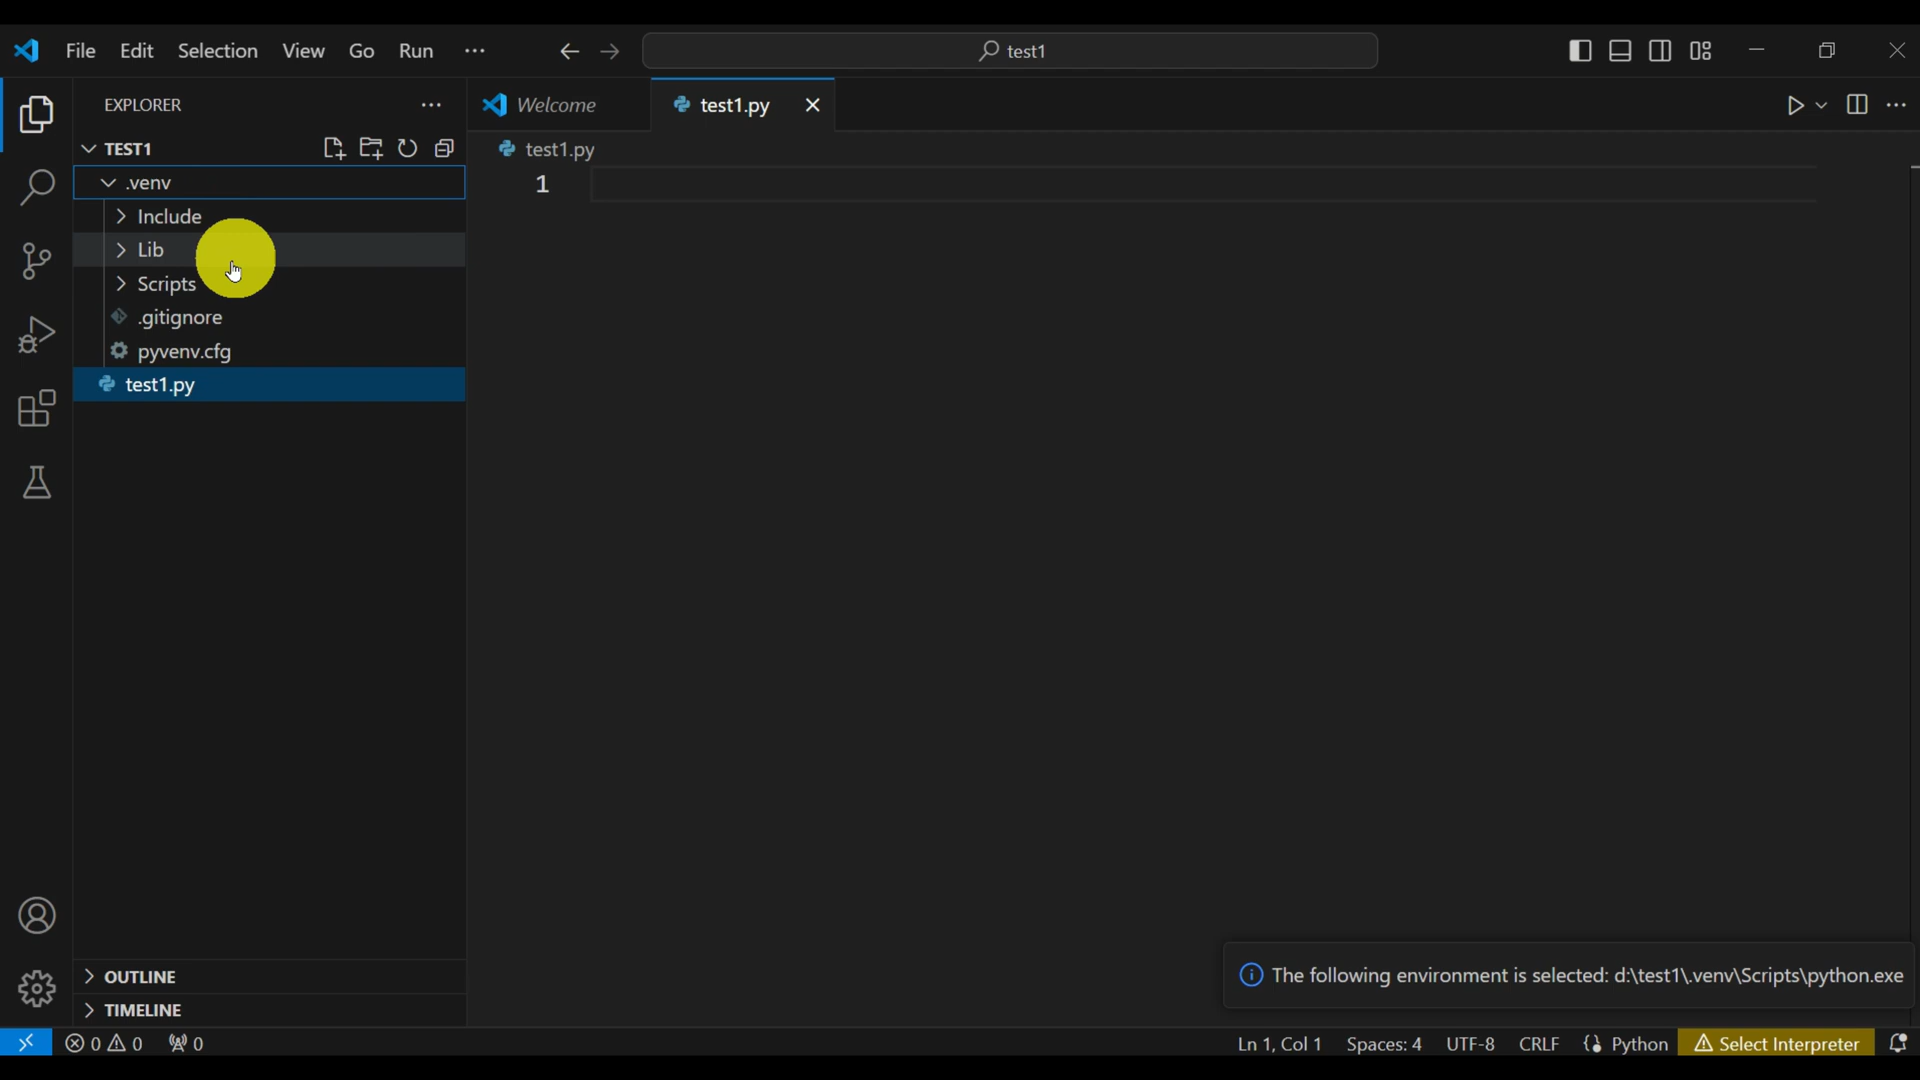 File Edit Selection View Go Run ··· test1
EXPLORER ···
Welcome test1.py
TEST1
test1.py
.venv
1
Include
Lib
Scripts
.gitignore
pyvenv.cfg
test1.py
The following environment is selected: d:\test1\.venv\Scripts\python.exe
OUTLINE
TIMELINE
0 0 0 Ln 1, Col 1 Spaces: 4 UTF-8 CRLF Python Select Interpreter